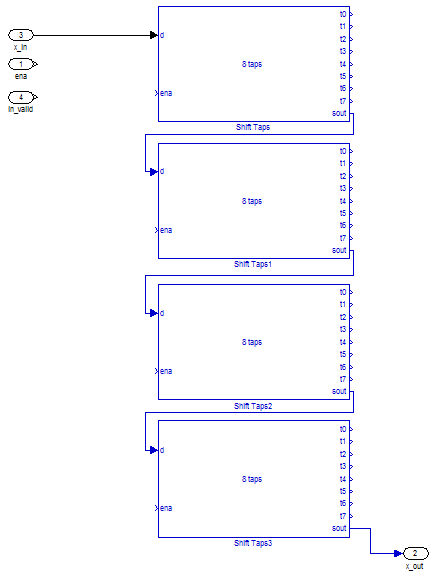 3
x_in
1
ena
4
in_valid
d
ena
8 taps
t0
t1
t2
t3
t4
t5
t6
t7
sout
Shift Taps
d
ena
8 taps
t0
t1
t2
t3
t4
t5
t6
t7
sout
Shift Taps1
d
ena
8 taps
t0
t1
t2
t3
t4
t5
t6
t7
sout
Shift Taps2
d
ena
8 taps
t0
t1
t2
t3
t4
t5
t6
t7
sout
Shift Taps3
2
x_out